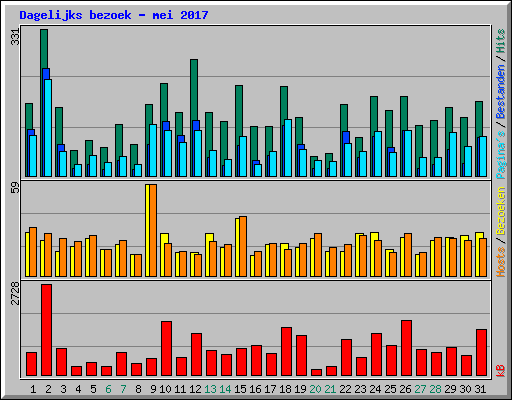 Dagelijks bezoek - mei 2017
331
59
2728
Pagina's / Bestanden / Hits
Hosts / Bezoeken
kB
1 2 3 4 5 6 7 8 9 10 11 12 13 14 15 16 17 18 19 20 21 22 23 24 25 26 27 28 29 30 31